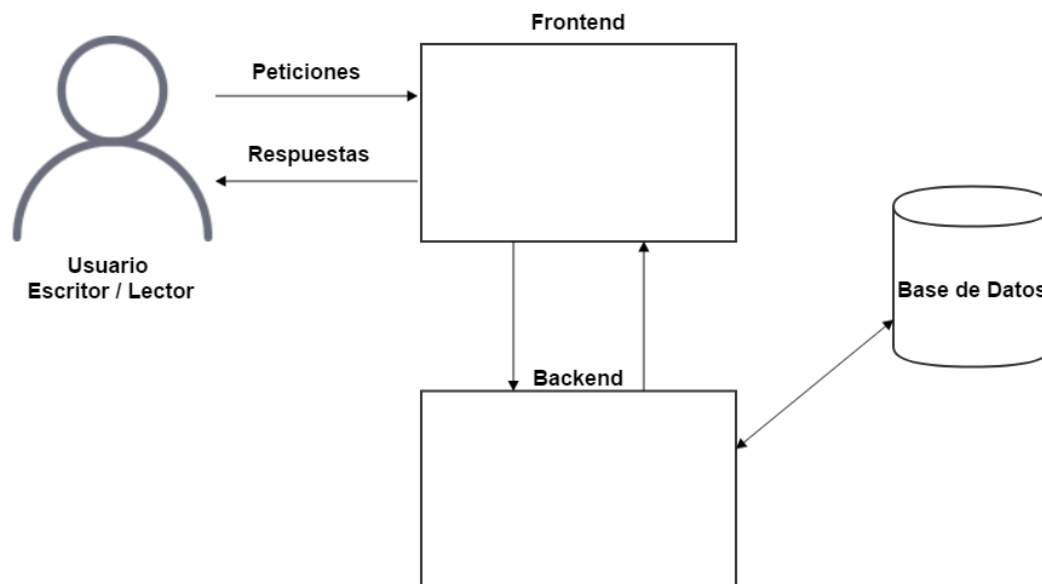 Frontend
Peticiones
Respuestas
Usuario
Escritor / Lector
Base de Datos
Backend